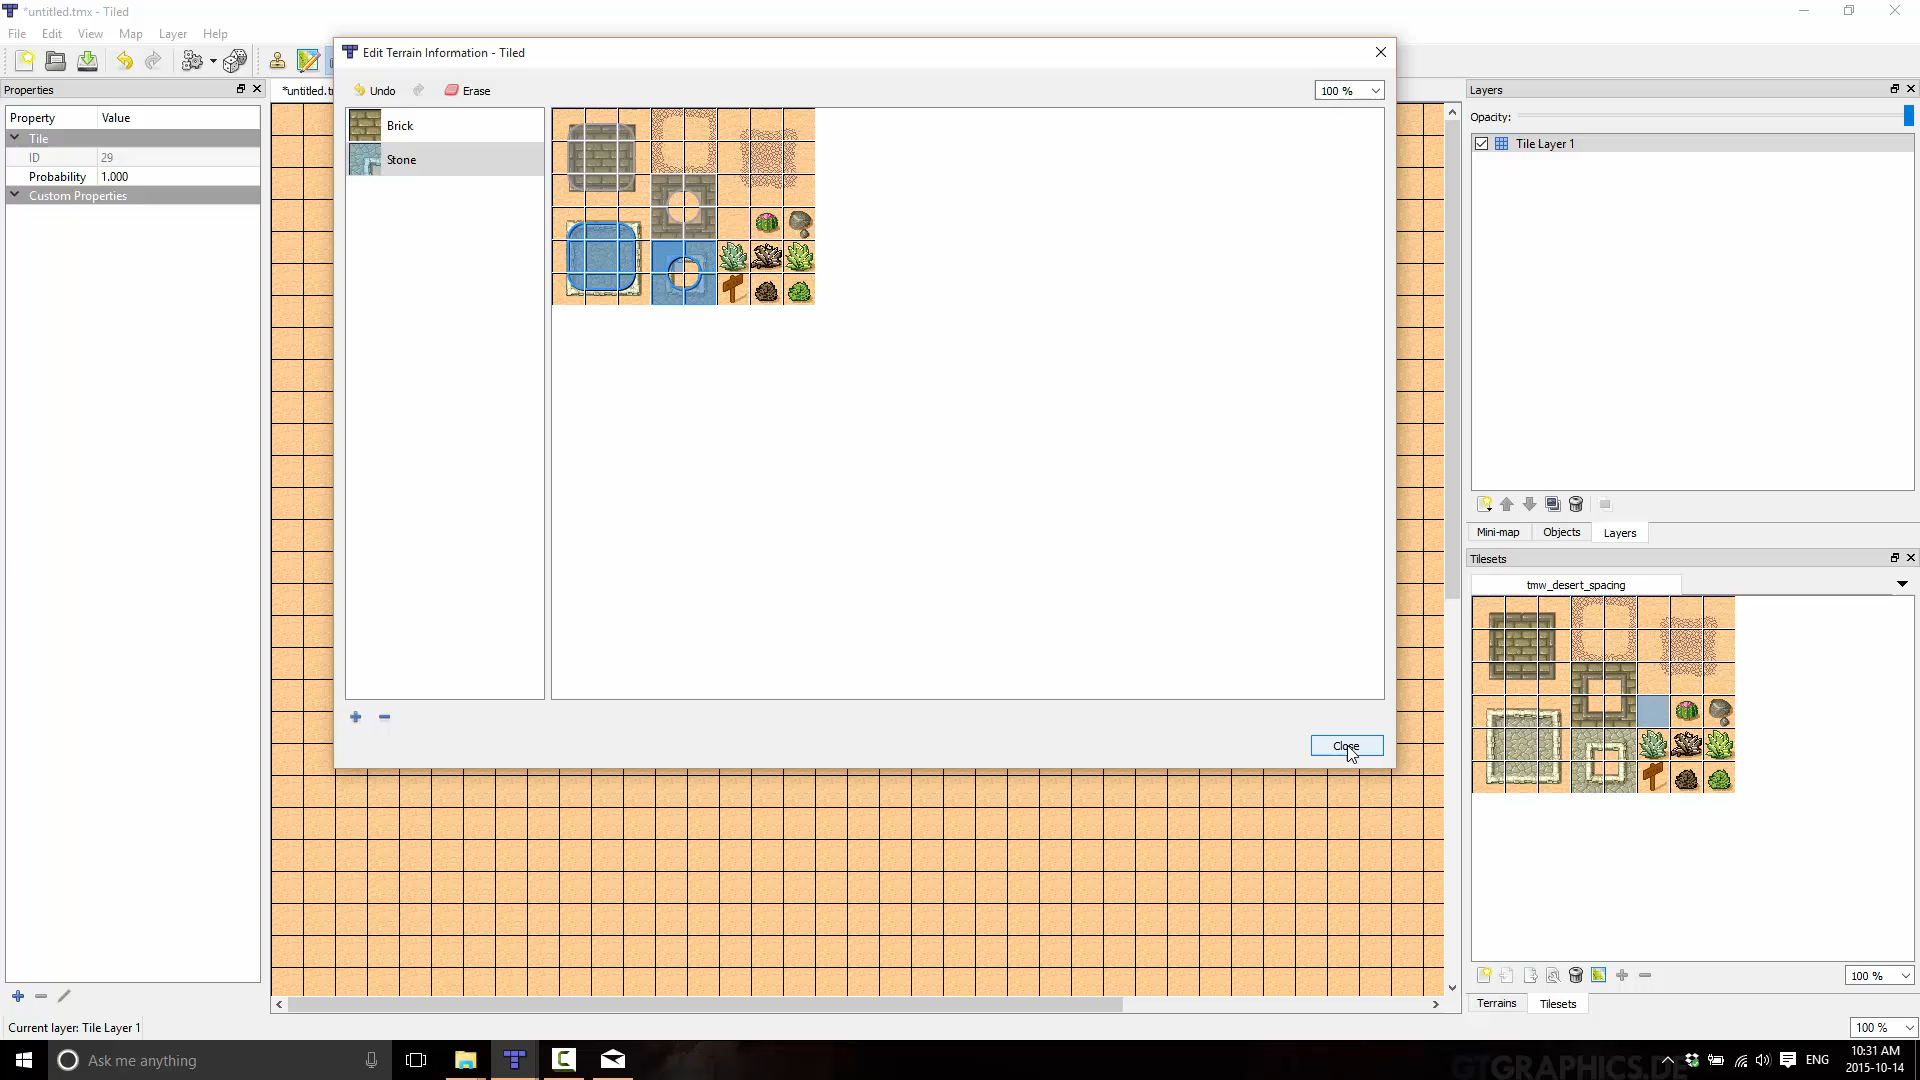 *untitled.tmx - Tiled
File Edit View Map Layer Help
Edit Terrain Information - Tiled
Undo Erase 100 %
Properties
*untitled.t
Property Value
Tile
ID 29
Probability 1.000
Custom Properties
Brick
Stone
Close
Layers
Opacity:
Tile Layer 1
Mini-map Objects Layers
Tilesets
tmw_desert_spacing
100 %
Terrains Tilesets
Current layer: Tile Layer 1
100 %
Ask me anything
GTGRAPHICS.DE
ENG
10:31 AM
2015-10-14